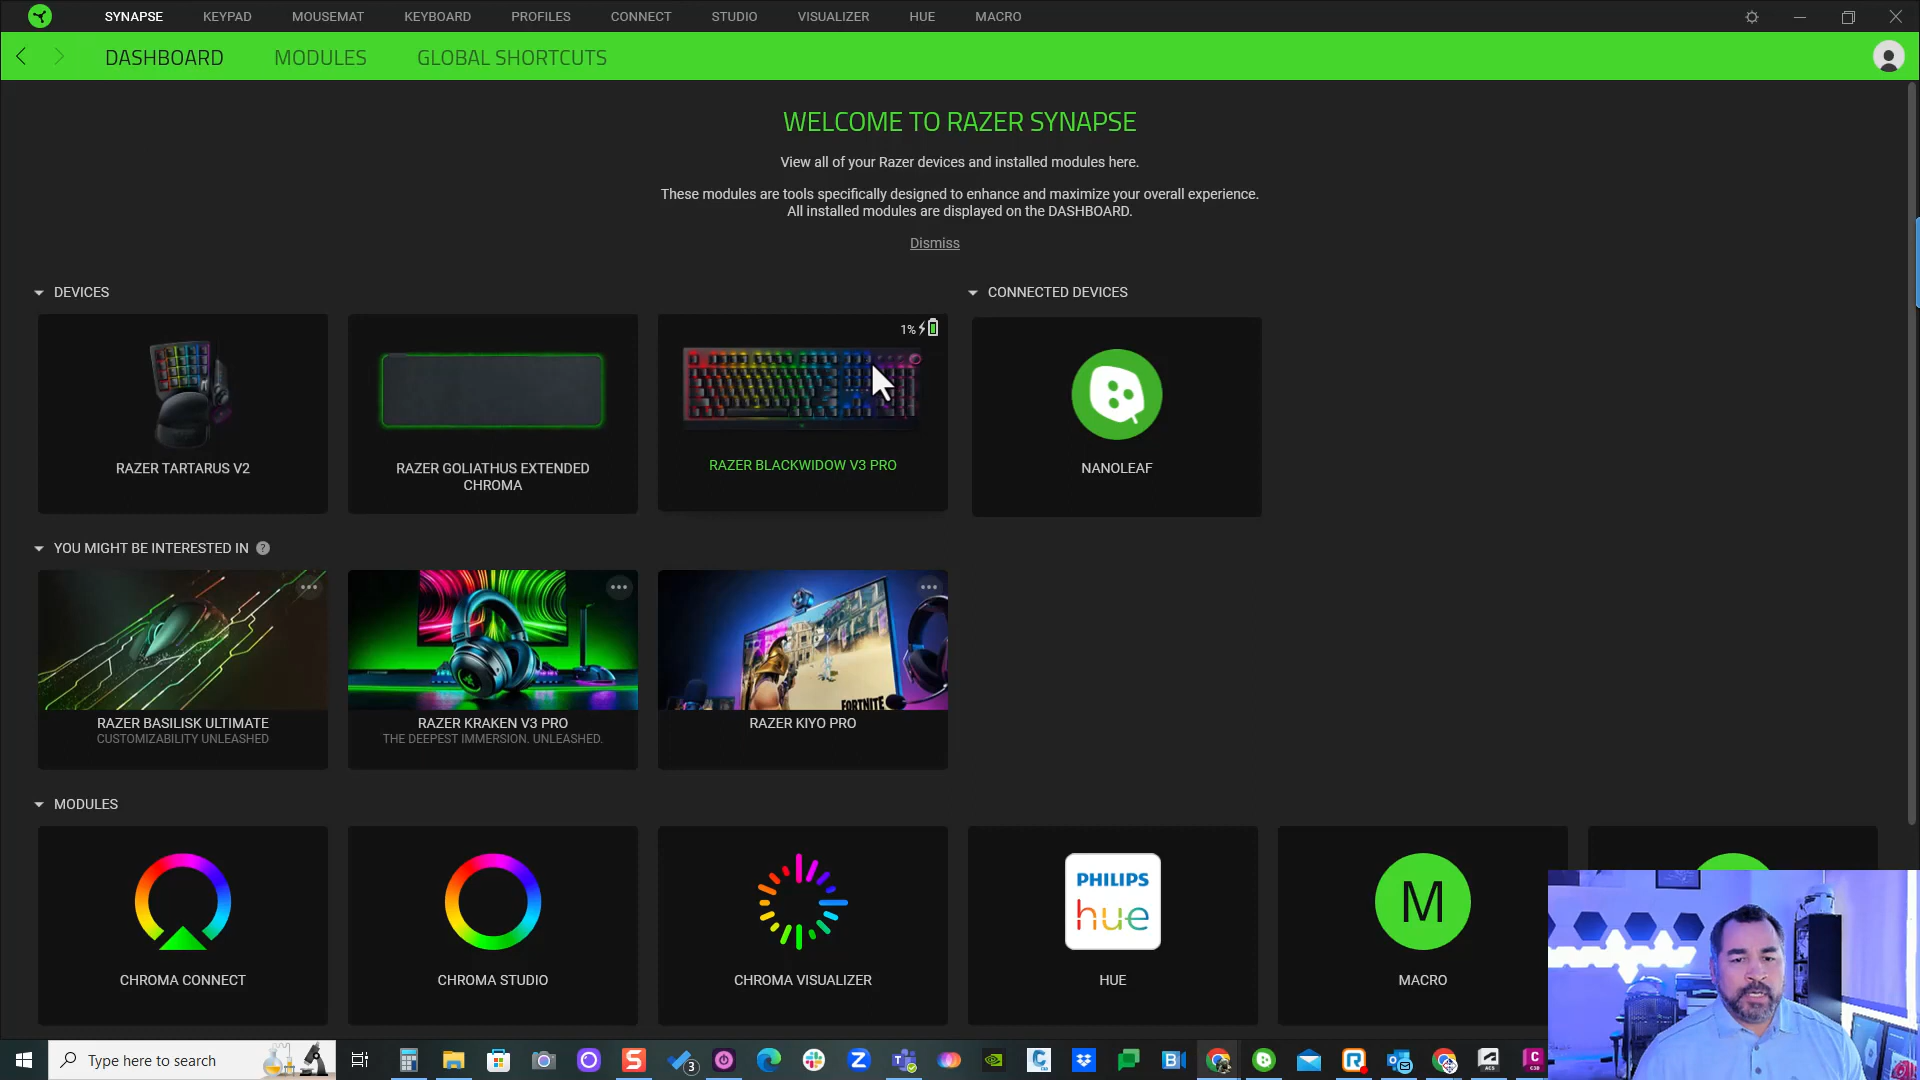 SYNAPSE KEYPAD MOUSEMAT KEYBOARD PROFILES CONNECT STUDIO VISUALIZER HUE MACRO
DASHBOARD MODULES GLOBAL SHORTCUTS
WELCOME TO RAZER SYNAPSE
View all of your Razer devices and installed modules here.
These modules are tools specifically designed to enhance and maximize your overall experience.
All installed modules are displayed on the DASHBOARD.
Dismiss
DEVICES
CONNECTED DEVICES
1%
RAZER TARTARUS V2
RAZER GOLIATHUS EXTENDED
CHROMA
RAZER BLACKWIDOW V3 PRO
NANOLEAF
YOU MIGHT BE INTERESTED IN ?
FORTNITE
RAZER BASILISK ULTIMATE
CUSTOMIZABILITY UNLEASHED
RAZER KRAKEN V3 PRO
THE DEEPEST IMMERSION. UNLEASHED.
RAZER KIYO PRO
MODULES
PHILIPS
hue
M
CHROMA CONNECT
CHROMA STUDIO
CHROMA VISUALIZER
HUE
MACRO
Type here to search
3